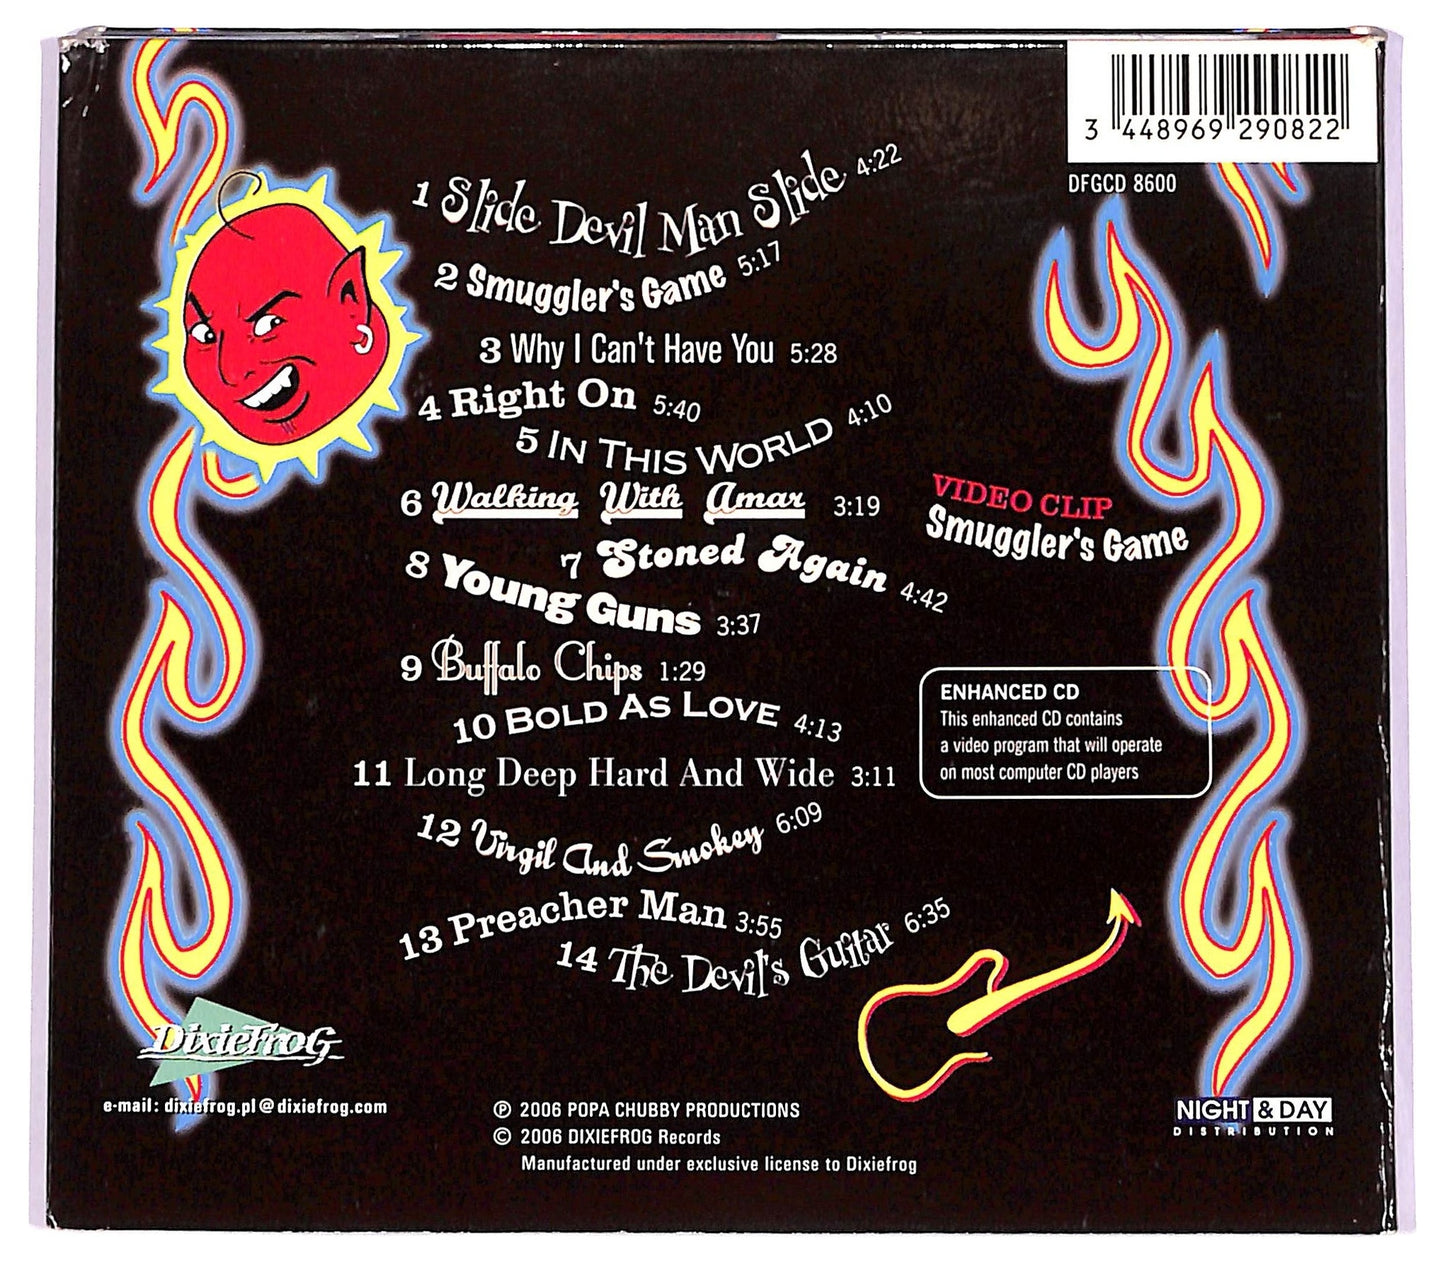 3 448969 290822
DFGCD 8600
1 Slide Devil Man Slide 4:22
2 Smuggler's Game 5:17
3 Why I Can't Have You 5:28
4 Right On 5:40
5 IN THIS WORLD 4:10
6 Walking With Amar 3:19
7 Stoned Again 4:42
8 Young Guns 3:37
9 Buffalo Chips 1:29
10 BOLD AS LOVE 4:13
11 Long Deep Hard And Wide 3:11
12 Virgil And Smokey 6:09
13 Preacher Man 3:55
14 The Devil's Guitar 6:35
VIDEO CLIP
Smuggler's Game
ENHANCED CD
This enhanced CD contains
a video program that will operate
on most computer CD players
DixieFroG
e-mail: dixiefrog.pl@dixiefrog.com
℗ 2006 POPA CHUBBY PRODUCTIONS
© 2006 DIXIEFROG Records
Manufactured under exclusive license to Dixiefrog
NIGHT & DAY
DISTRIBUTION